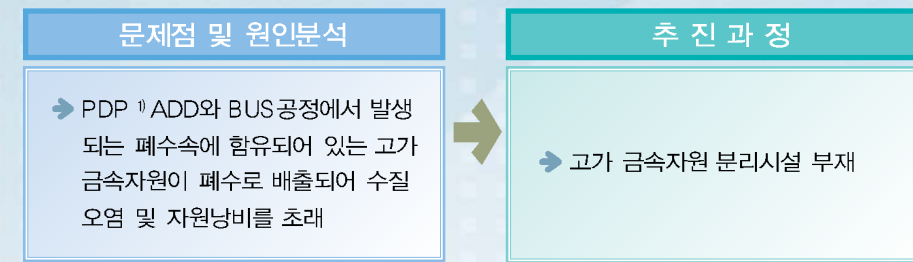 문제점 및 원인분석
PDP 1) ADD와 BUS공정에서 발생
되는 폐수속에 함유되어 있는 고가
금속자원이 폐수로 배출되어 수질
오염 및 자원낭비를 초래
추 진 과 정
고가 금속자원 분리시설 부재